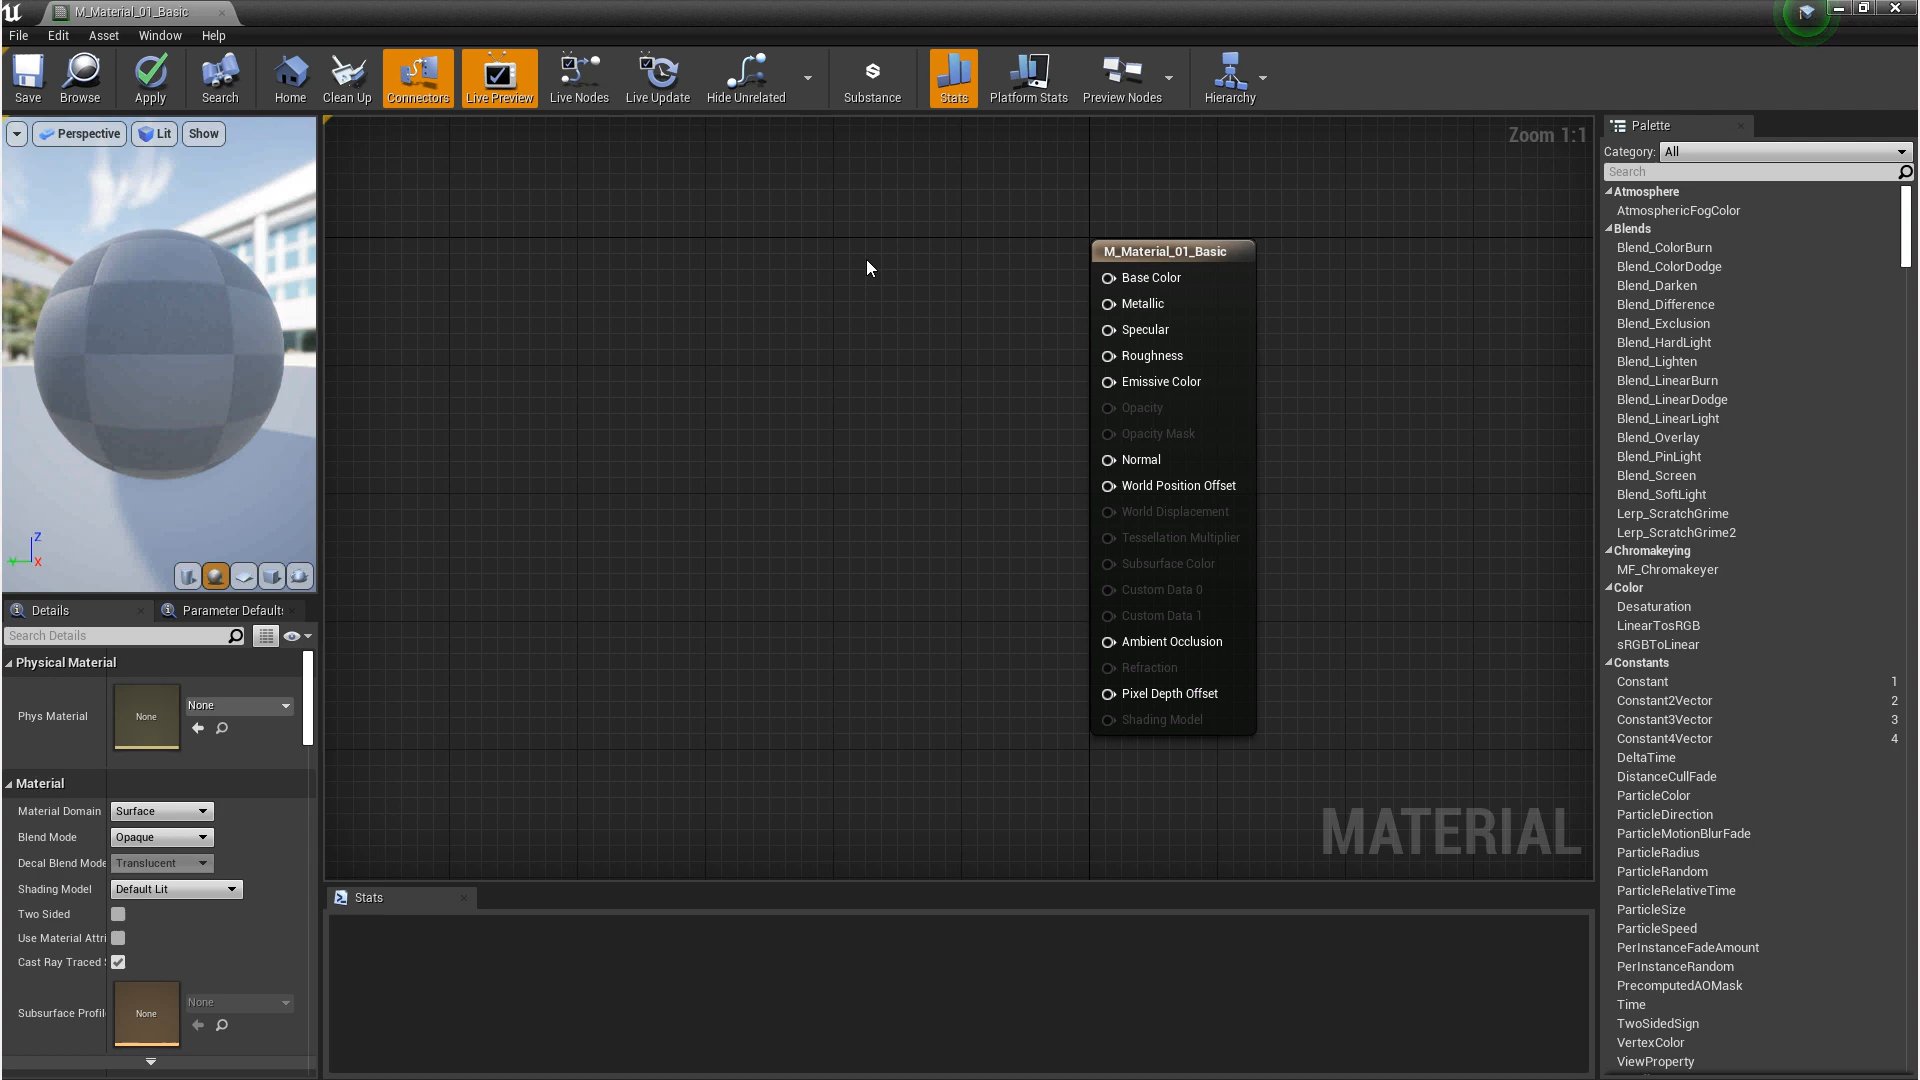 M_Material_01_Basic
File Edit Asset Window Help
Save Browse Apply Search Home Clean Up Connectors Live Preview Live Nodes Live Update Hide Unrelated Substance Stats Platform Stats Preview Nodes Hierarchy
Perspective Lit Show
Z
Y X
Details
Parameter Defaults
Search Details
Physical Material
Phys Material
None
None
Material
Material Domain Surface
Blend Mode Opaque
Decal Blend Mode Translucent
Shading Model Default Lit
Two Sided
Use Material Attri
Cast Ray Traced S
Subsurface Profil
None
None
Zoom 1:1
M_Material_01_Basic
Base Color
Metallic
Specular
Roughness
Emissive Color
Opacity
Opacity Mask
Normal
World Position Offset
World Displacement
Tessellation Multiplier
Subsurface Color
Custom Data 0
Custom Data 1
Ambient Occlusion
Refraction
Pixel Depth Offset
Shading Model
MATERIAL
Stats
Palette
Category: All
Search
Atmosphere
AtmosphericFogColor
Blends
Blend_ColorBurn
Blend_ColorDodge
Blend_Darken
Blend_Difference
Blend_Exclusion
Blend_HardLight
Blend_Lighten
Blend_LinearBurn
Blend_LinearDodge
Blend_LinearLight
Blend_Overlay
Blend_PinLight
Blend_Screen
Blend_SoftLight
Lerp_ScratchGrime
Lerp_ScratchGrime2
Chromakeying
MF_Chromakeyer
Color
Desaturation
LinearTosRGB
sRGBToLinear
Constants
Constant 1
Constant2Vector 2
Constant3Vector 3
Constant4Vector 4
DeltaTime
DistanceCullFade
ParticleColor
ParticleDirection
ParticleMotionBlurFade
ParticleRadius
ParticleRandom
ParticleRelativeTime
ParticleSize
ParticleSpeed
PerInstanceFadeAmount
PerInstanceRandom
PrecomputedAOMask
Time
TwoSidedSign
VertexColor
ViewProperty